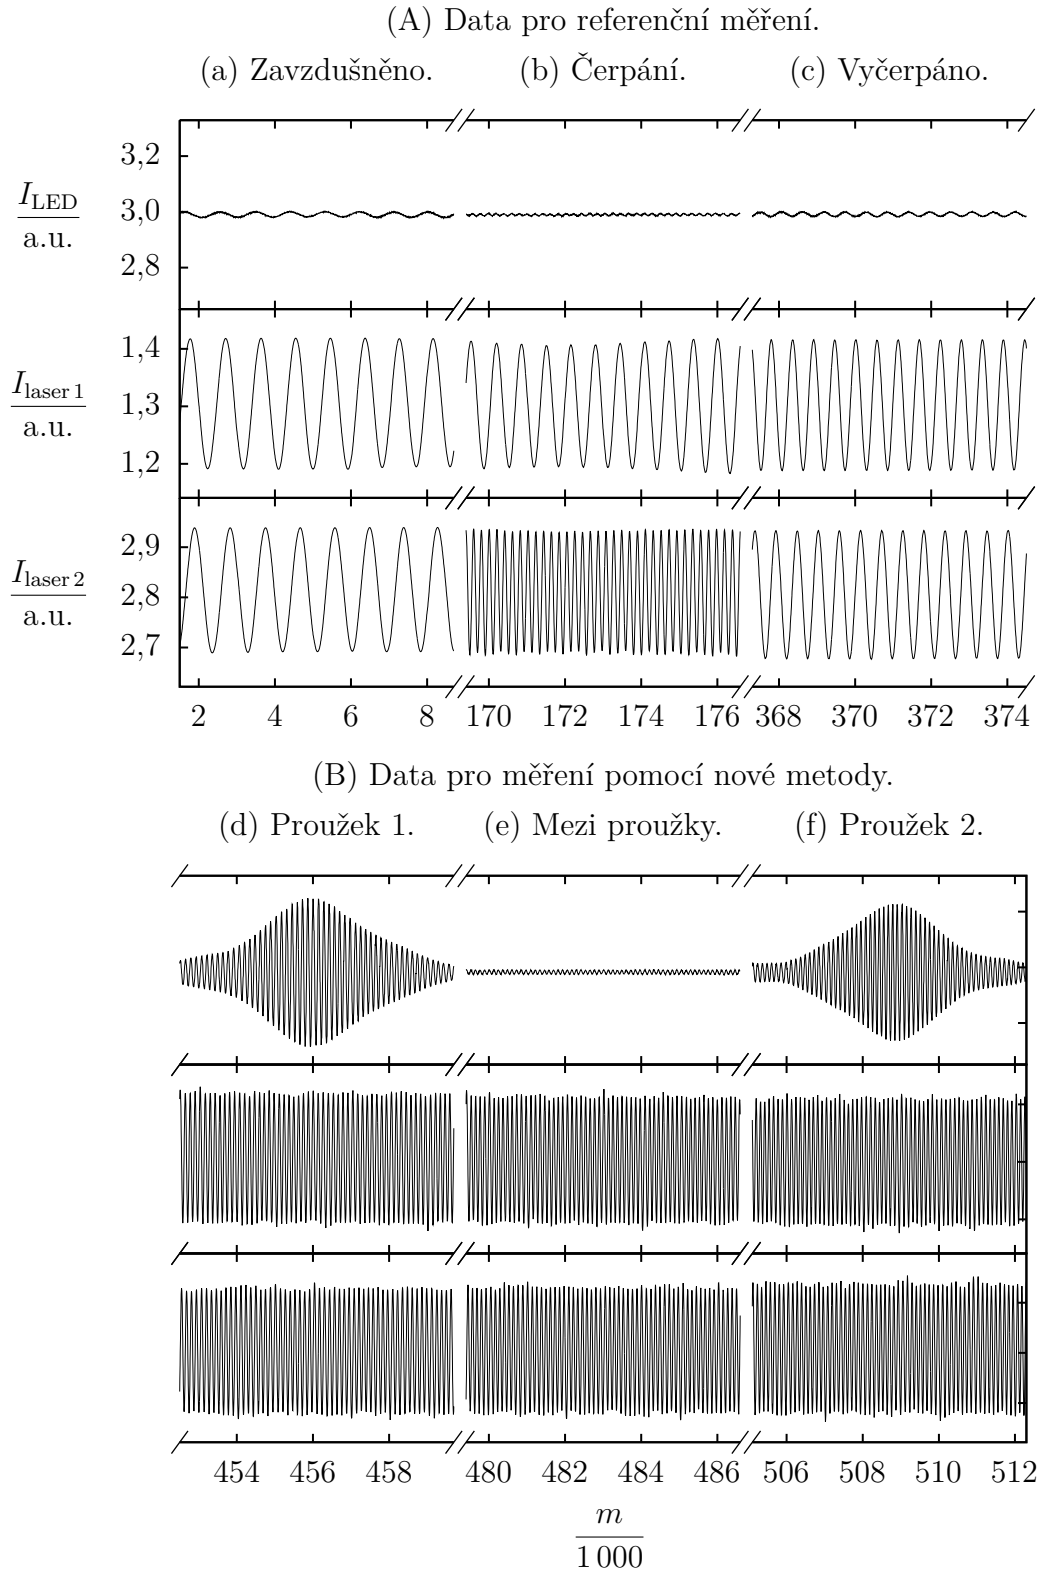 (A) Data pro referenční měření.
(a) Zavzdušněno. (b) Čerpání. (c) Vyčerpáno.
3,2
3,0
2,8
I_LED / a.u.
1,4
1,3
1,2
I_laser 1 / a.u.
2,9
2,8
2,7
I_laser 2 / a.u.
2 4 6 8 170 172 174 176 368 370 372 374
(B) Data pro měření pomocí nové metody.
(d) Proužek 1. (e) Mezi proužky. (f) Proužek 2.
454 456 458 480 482 484 486 506 508 510 512
m / 1 000